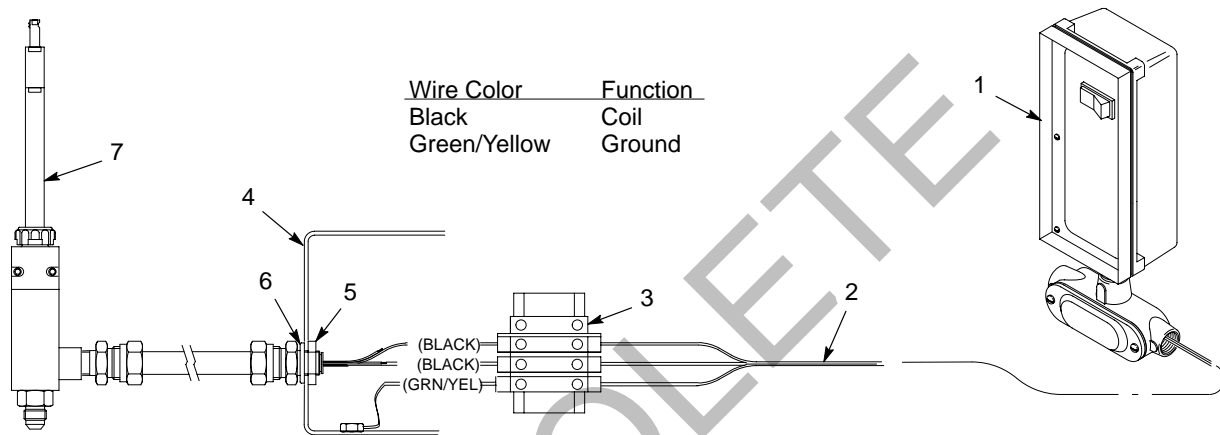 Wire Color Function
Black Coil
Green/Yellow Ground
1
7
4
6
5
3
2
(BLACK)
(BLACK)
(GRN/YEL)
OLETE